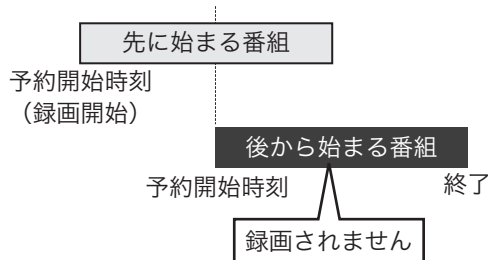 先に始まる番組
予約開始時刻
（録画開始）
後から始まる番組
予約開始時刻
終了
録画されません